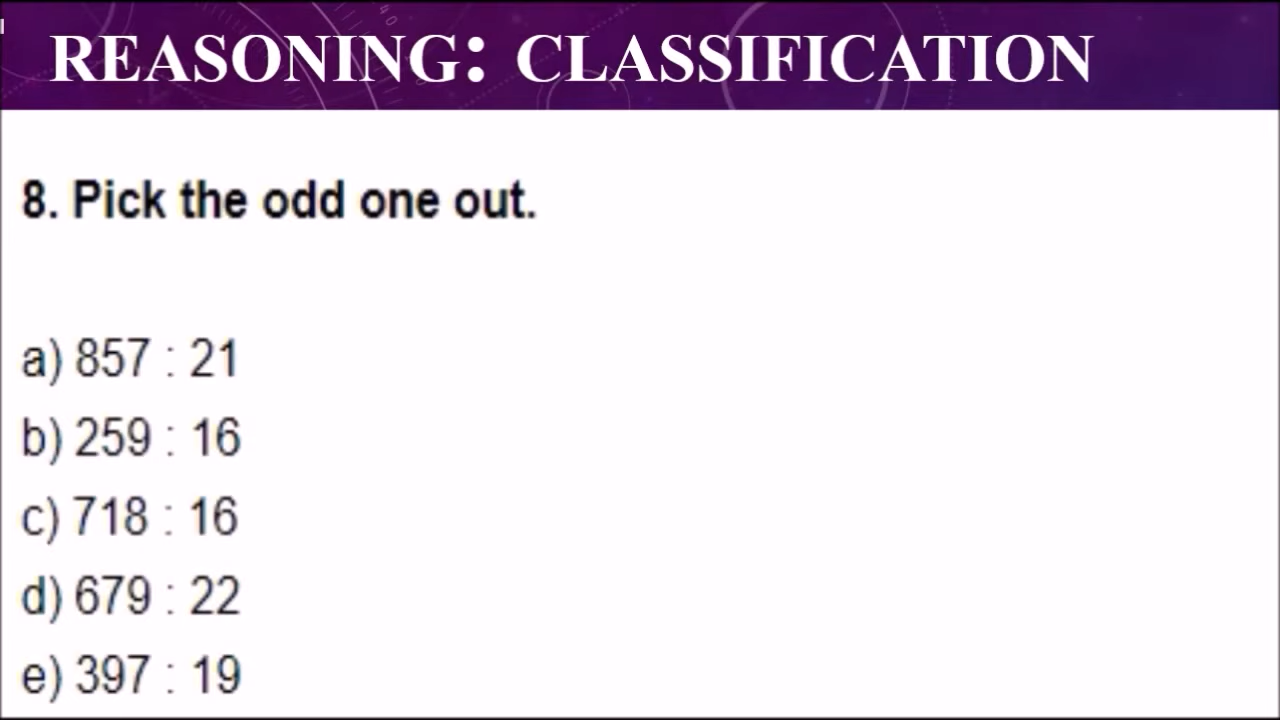 REASONING: CLASSIFICATION
8. Pick the odd one out.
a) 857 : 21
b) 259 : 16
c) 718 : 16
d) 679 : 22
e) 397 : 19